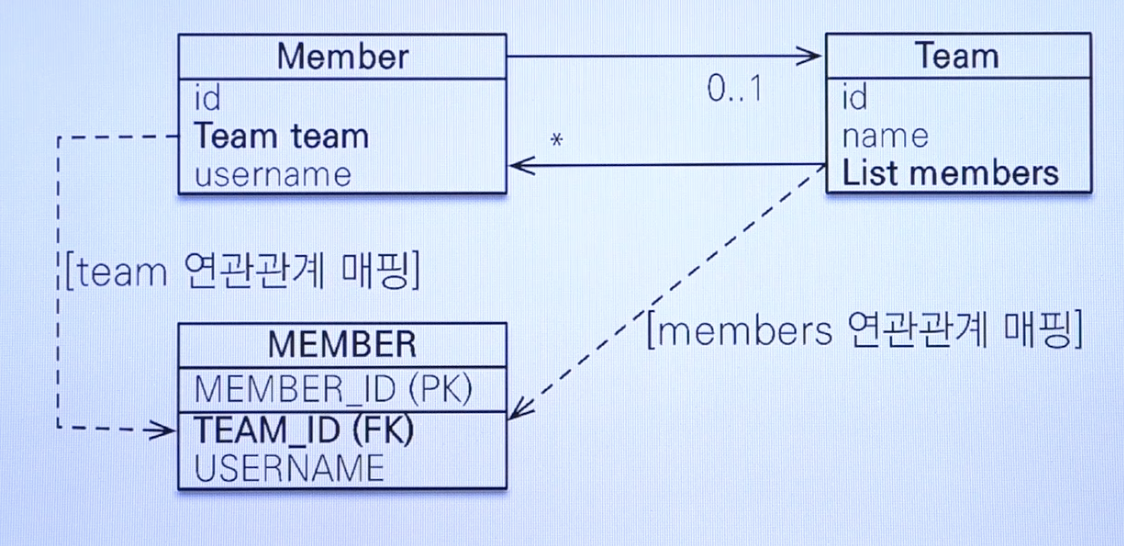 Member
id
Team team
username
Team
id
name
List members
0..1
*
[team 연관관계 매핑]
[members 연관관계 매핑]
MEMBER
MEMBER_ID (PK)
TEAM_ID (FK)
USERNAME